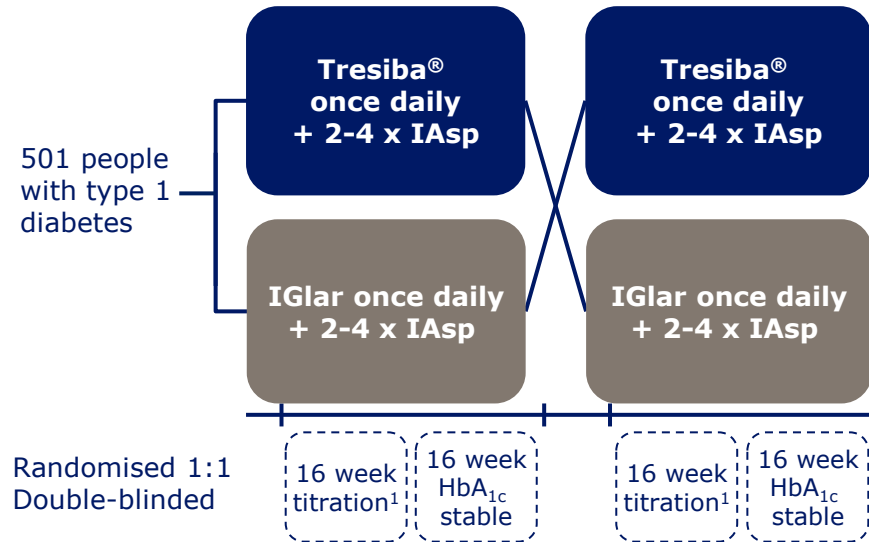 Tresiba®
once daily
+ 2-4 x IAsp
Tresiba®
once daily
+ 2-4 x IAsp
501 people
with type 1
diabetes
IGlar once daily
+ 2-4 x IAsp
IGlar once daily
+ 2-4 x IAsp
Randomised 1:1
Double-blinded
16 week
titration¹
16 week
HbA₁c
stable
16 week
titration¹
16 week
HbA₁c
stable